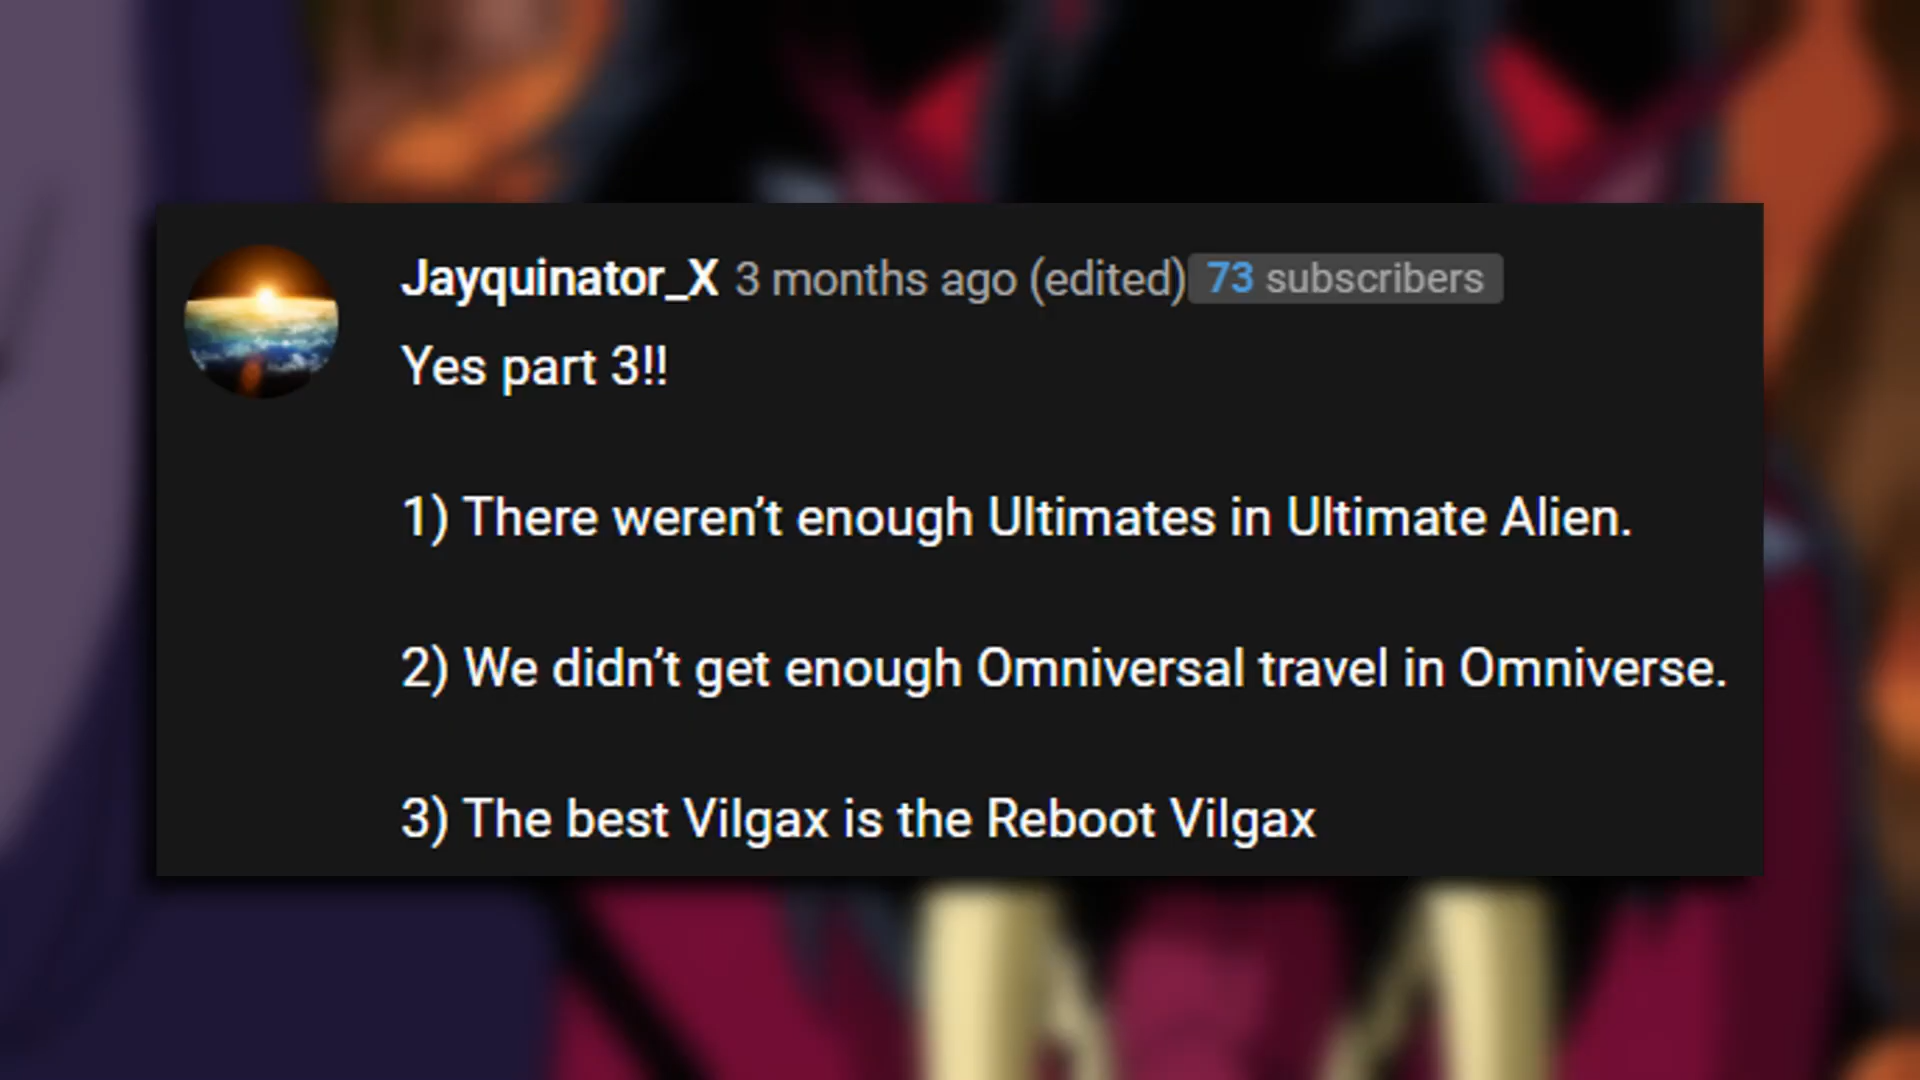 Jayquinator_X 3 months ago (edited) 73 subscribers
Yes part 3!!
1) There weren’t enough Ultimates in Ultimate Alien.
2) We didn’t get enough Omniversal travel in Omniverse.
3) The best Vilgax is the Reboot Vilgax